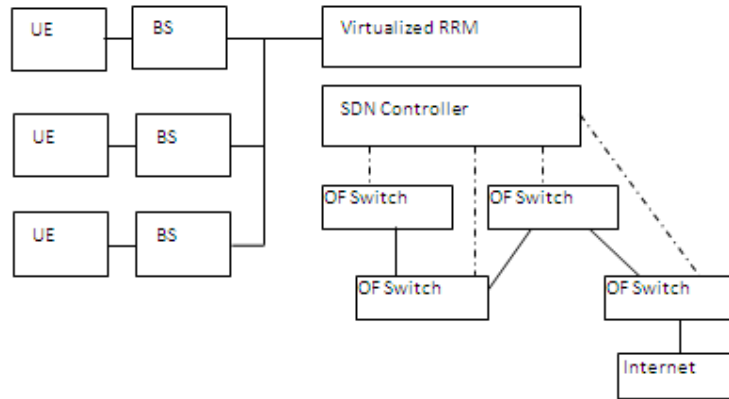 UE
BS
Virtualized RRM
SDN Controller
UE
BS
OF Switch
OF Switch
UE
BS
OF Switch
OF Switch
Internet